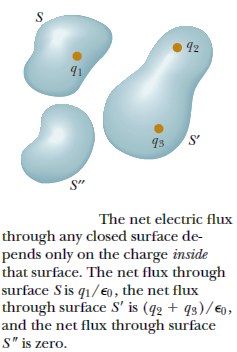 S
q₂
q₁
q₃
S′
S″
The net electric flux
through any closed surface de-
pends only on the charge inside
that surface. The net flux through
surface S is q₁/ϵ₀, the net flux
through surface S′ is (q₂ + q₃)/ϵ₀,
and the net flux through surface
S″ is zero.